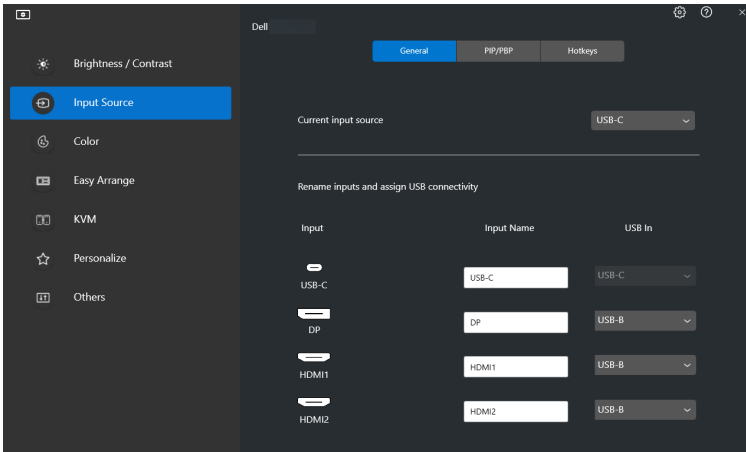 Dell
General PIP/PBP Hotkeys
Brightness / Contrast
Input Source
Color
Easy Arrange
KVM
Personalize
Others
Current input source USB-C
Rename inputs and assign USB connectivity
Input Input Name USB In
USB-C USB-C USB-C
DP DP USB-B
HDMI1 HDMI1 USB-B
HDMI2 HDMI2 USB-B